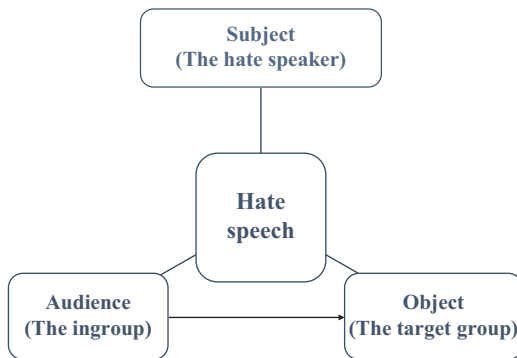 Subject
(The hate speaker)
Hate
speech
Audience
(The ingroup)
Object
(The target group)